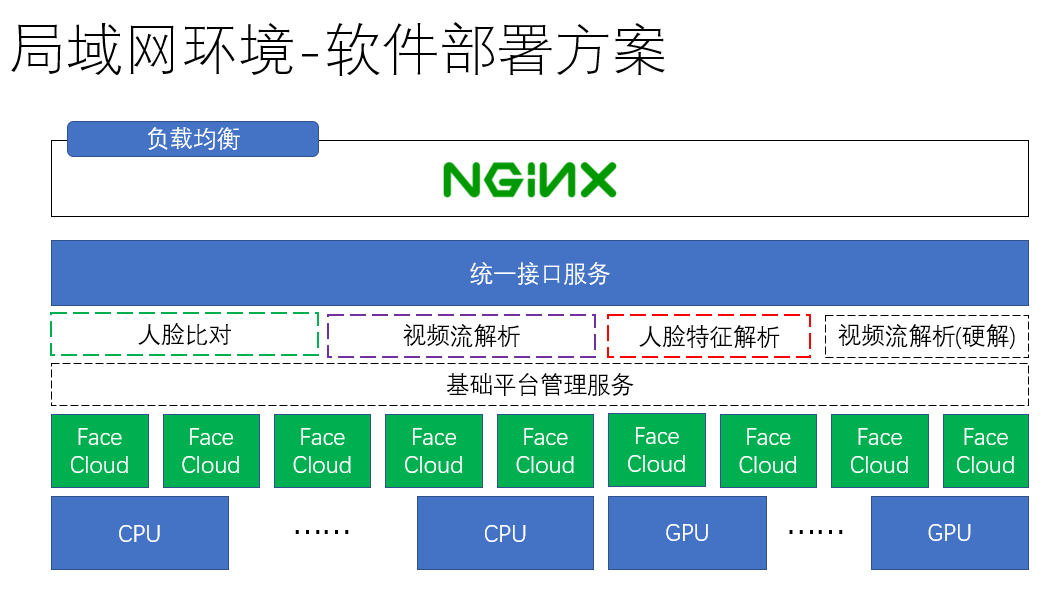 局域网环境-软件部署方案
负载均衡
NGiNX
统一接口服务
人脸比对
视频流解析
人脸特征解析
视频流解析(硬解)
基础平台管理服务
Face
Cloud
Face
Cloud
Face
Cloud
Face
Cloud
Face
Cloud
Face
Cloud
Face
Cloud
Face
Cloud
Face
Cloud
CPU
……
CPU
GPU
……
GPU